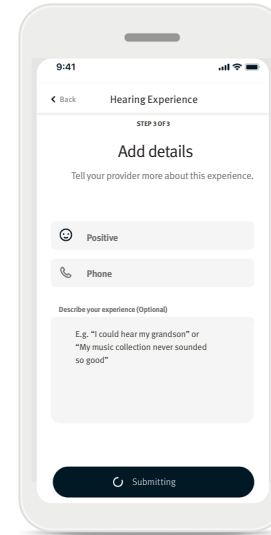 9:41
Back
Hearing Experience
STEP 3 OF 3
Add details
Tell your provider more about this experience.
Positive
Phone
Describe your experience (Optional)
E.g. "I could hear my grandson" or
"My music collection never sounded
so good"
Submitting